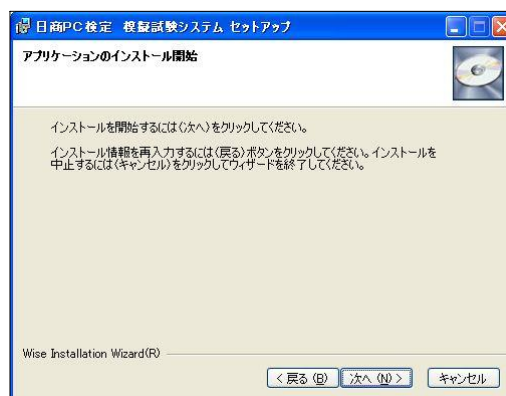 日商PC検定 模擬試験システム セットアップ
アプリケーションのインストール開始
インストールを開始するには〈次へ〉をクリックしてください。
インストール情報を再入力するには〈戻る〉ボタンをクリックしてください。インストールを
中止するには〈キャンセル〉をクリックしてウィザードを終了してください。
Wise Installation Wizard(R)
< 戻る (B) 次へ (N) > キャンセル